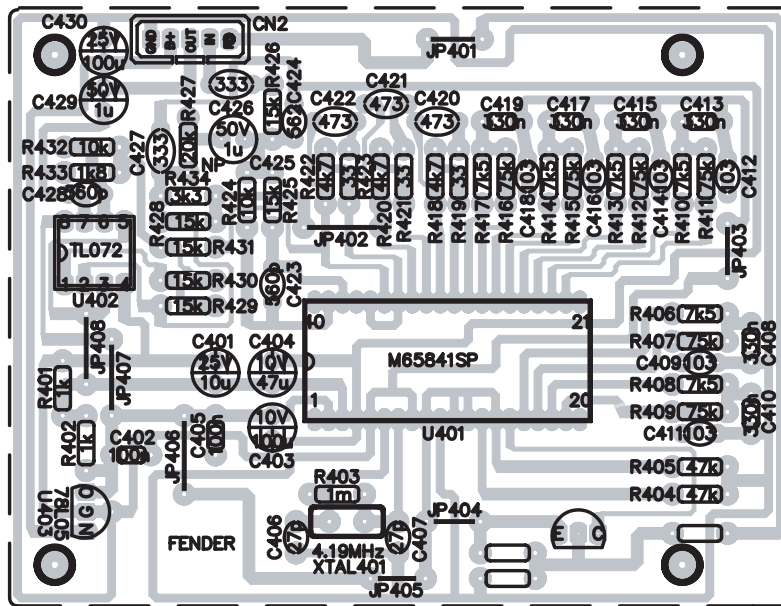 C430
25V
100u
C429
50V
1u
GND
B+
OUT
IN
CN2
JP401
R427
333
C426
R426
15k
C424
562
C427
333
20k
50V
1u
NP
C425
R432
10k
R433
1k8
C428
560p
R434
3k3
R428
15k
15k
R431
15k
R430
15k
R429
R424
10k
15k
R425
560p
C423
7
6
TL072
1
2
3
4
U402
C422
473
C421
473
C420
473
C419
330n
C417
330n
C415
330n
C413
330n
R422
4k7
33
R423
4k7
R420
33
R421
4k7
R418
33
R419
7k5
R417
75k
R416
103
C418
7k5
R414
75k
R415
103
C416
7k5
R413
75k
R412
103
C414
7k5
R410
75k
R411
103
C412
JP402
JP403
40
21
M65841SP
1
20
U401
R406
7k5
R407
75k
330n
C408
C409
103
R408
7k5
R409
75k
330n
C410
C411
103
R405
47k
R404
47k
JP408
JP407
R401
1k
R402
1k
C402
100n
JP406
C405
100n
C401
25V
10u
C404
10V
47u
10V
100u
C403
U403
78L05
N G O
FENDER
R403
1m
C406
27p
27p
C407
4.19MHz
XTAL401
JP404
JP405
E
C